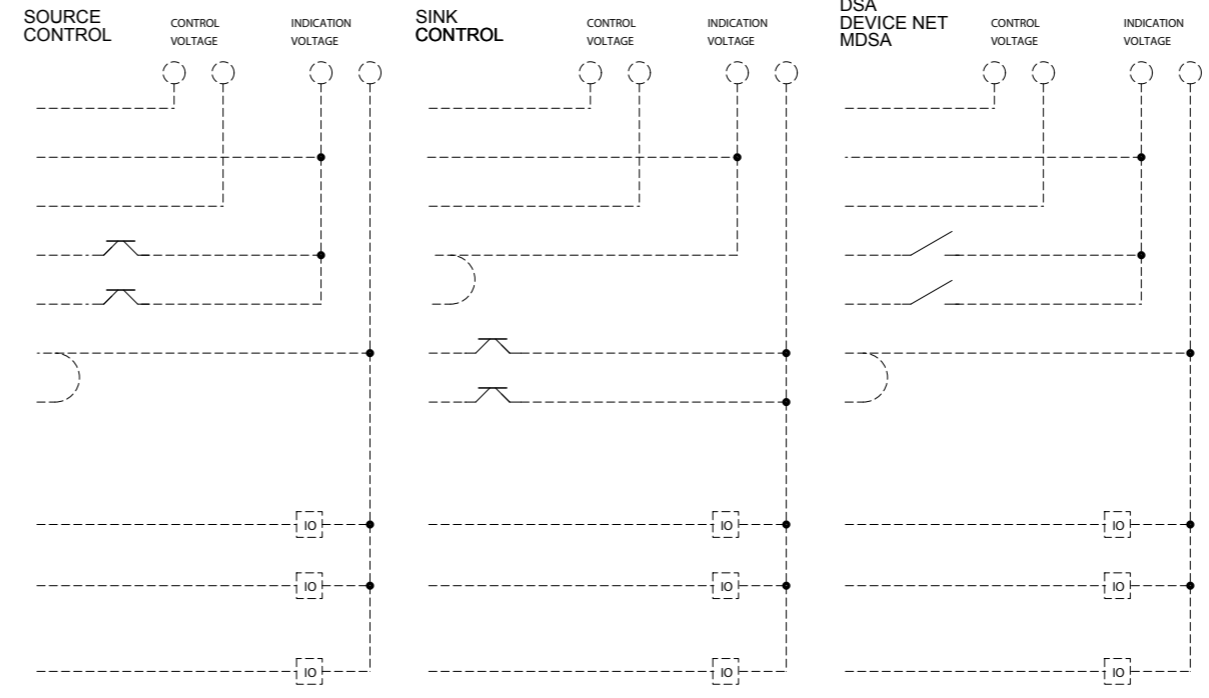 SOURCE
CONTROL
CONTROL
VOLTAGE
INDICATION
VOLTAGE
SINK
CONTROL
CONTROL
VOLTAGE
INDICATION
VOLTAGE
DSA
DEVICE NET
MDSA
CONTROL
VOLTAGE
INDICATION
VOLTAGE
IO
IO
IO
IO
IO
IO
IO
IO
IO